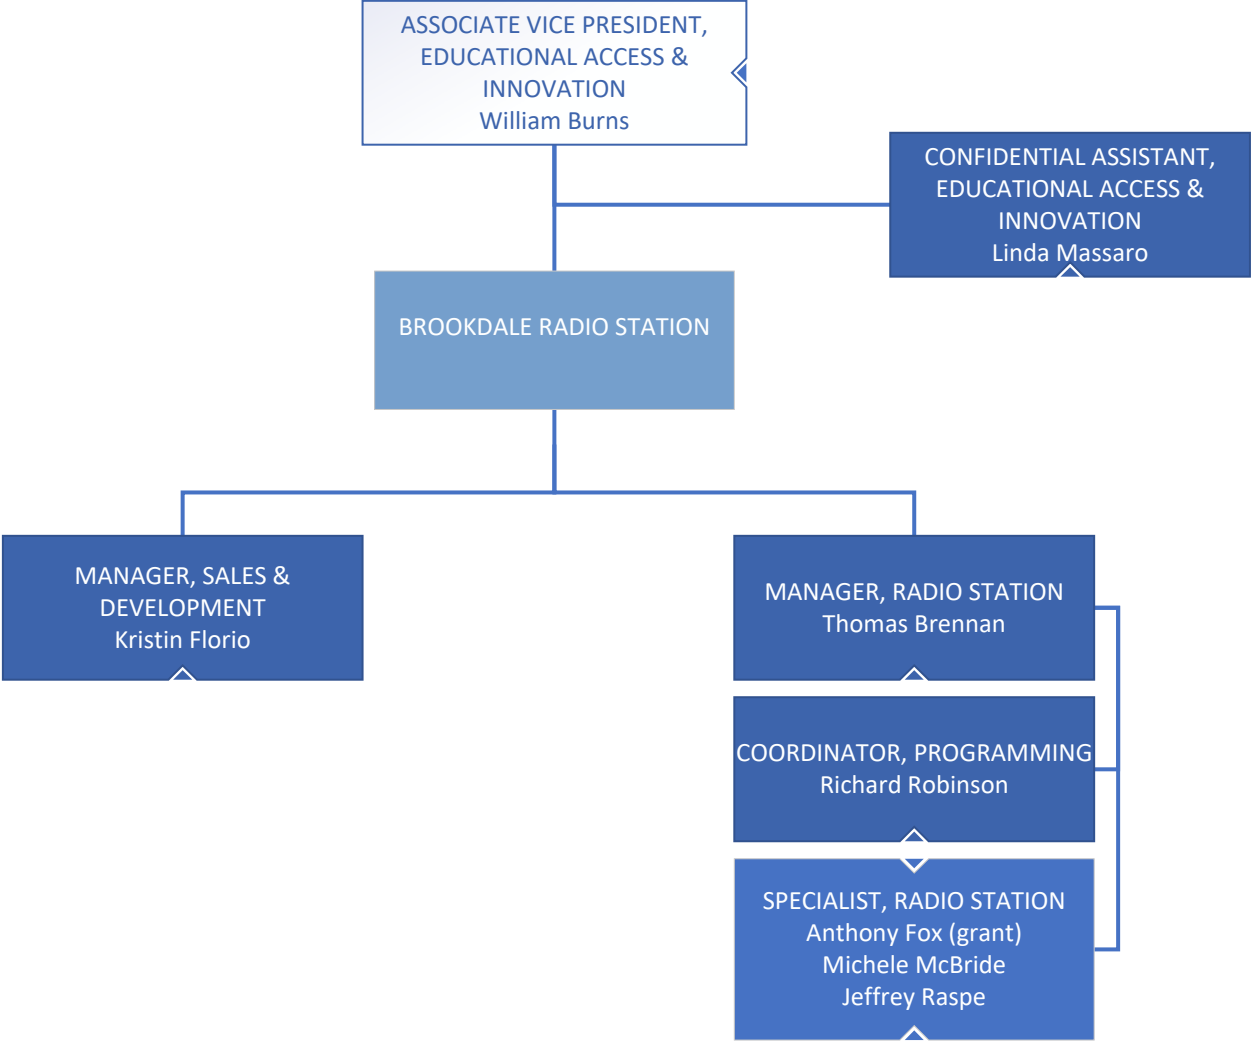 ASSOCIATE VICE PRESIDENT,
EDUCATIONAL ACCESS &
INNOVATION
William Burns
CONFIDENTIAL ASSISTANT,
EDUCATIONAL ACCESS &
INNOVATION
Linda Massaro
BROOKDALE RADIO STATION
MANAGER, SALES &
DEVELOPMENT
Kristin Florio
MANAGER, RADIO STATION
Thomas Brennan
COORDINATOR, PROGRAMMING
Richard Robinson
SPECIALIST, RADIO STATION
Anthony Fox (grant)
Michele McBride
Jeffrey Raspe